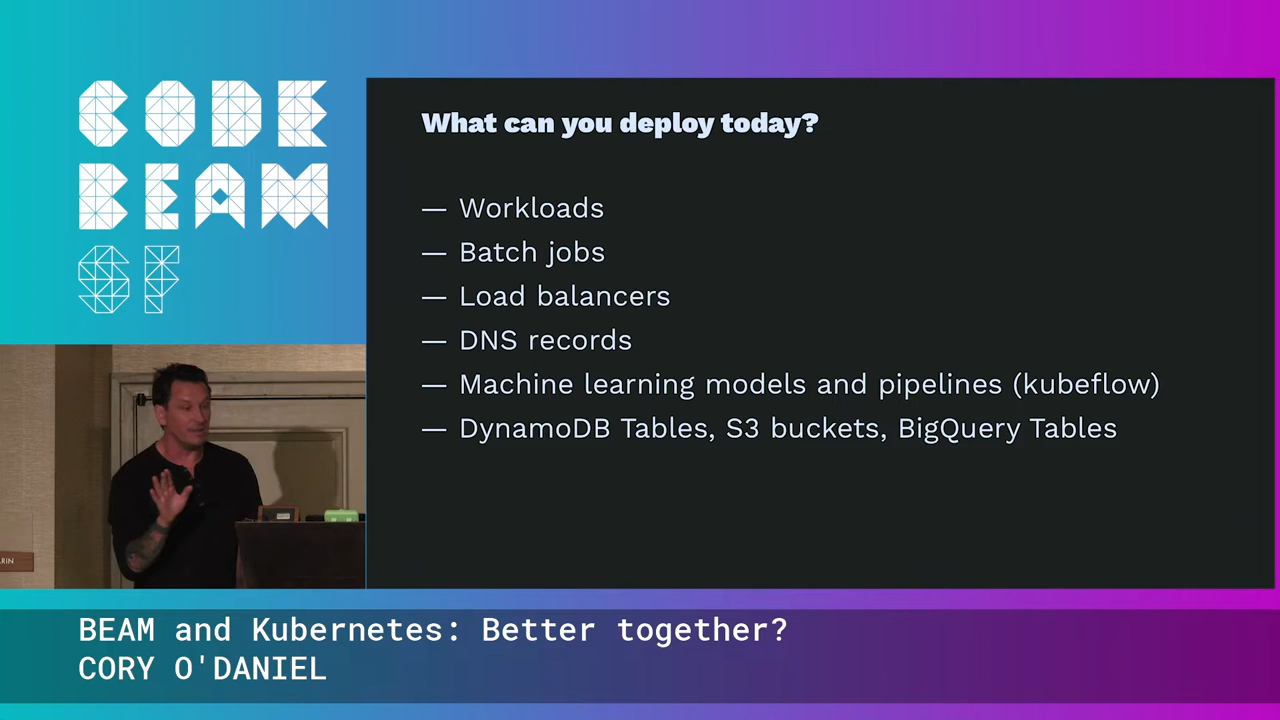 CODE
BEAM
SF
What can you deploy today?
— Workloads
— Batch jobs
— Load balancers
— DNS records
— Machine learning models and pipelines (kubeflow)
— DynamoDB Tables, S3 buckets, BigQuery Tables
BEAM and Kubernetes: Better together?
CORY O'DANIEL